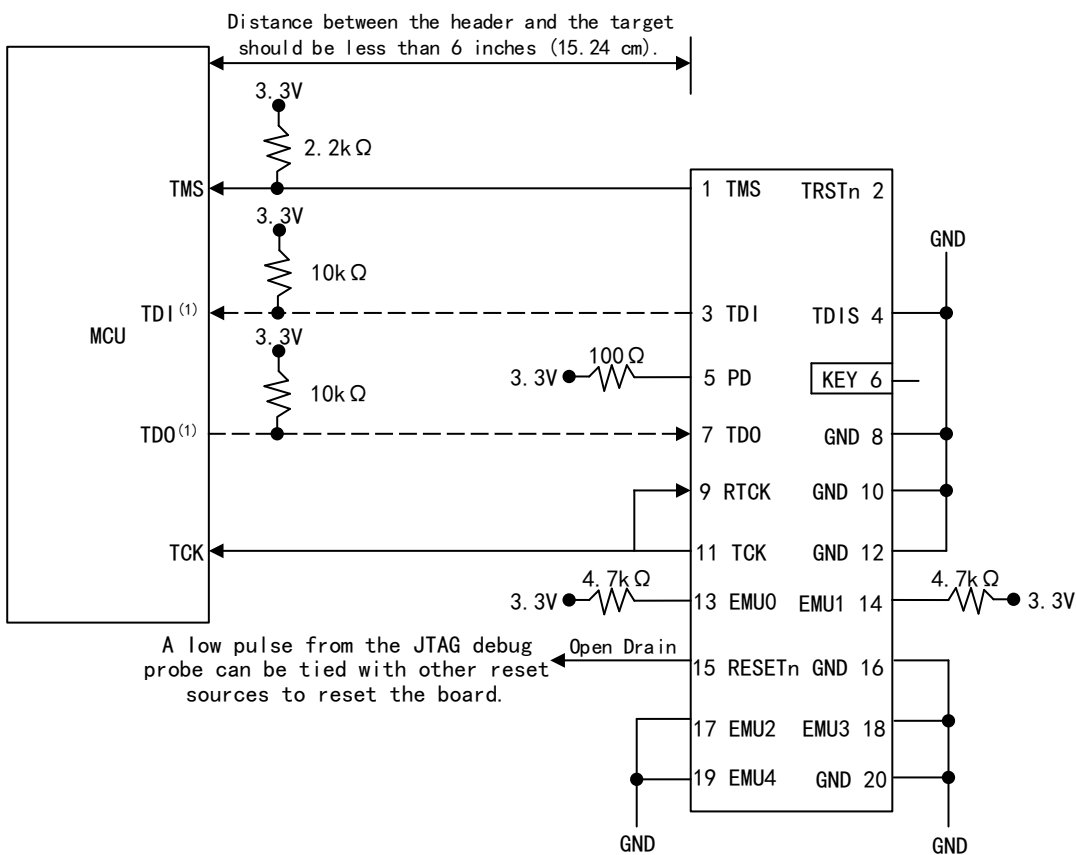 Distance between the header and the target
should be less than 6 inches (15.24 cm).
3.3V
2.2kΩ
TMS
1 TMS
TRSTn 2
3.3V
GND
10kΩ
TDI(1)
3 TDI
TDIS 4
MCU
3.3V
100Ω
3.3V
5 PD
KEY 6
10kΩ
TDO(1)
7 TDO
GND 8
9 RTCK
GND 10
TCK
11 TCK
GND 12
4.7kΩ
4.7kΩ
3.3V
13 EMU0
EMU1 14
3.3V
A low pulse from the JTAG debug
probe can be tied with other reset
sources to reset the board.
Open Drain
15 RESETn
GND 16
17 EMU2
EMU3 18
19 EMU4
GND 20
GND
GND